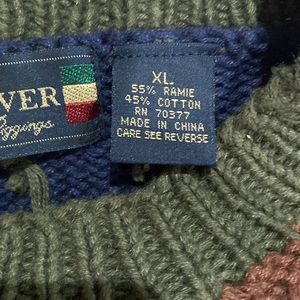 VER
XL
55% RAMIE
45% COTTON
RN 70377
MADE IN CHINA
CARE SEE REVERSE